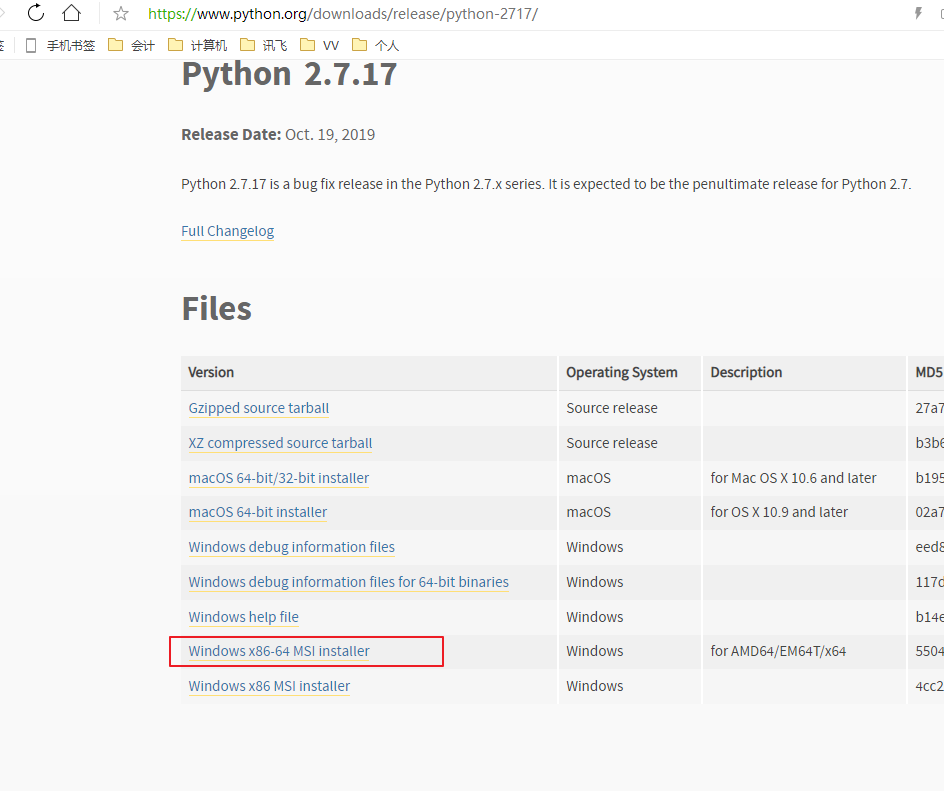 https://www.python.org/downloads/release/python-2717/
手机书签 会计 计算机 讯飞 VV 个人
Python 2.7.17
Release Date: Oct. 19, 2019
Python 2.7.17 is a bug fix release in the Python 2.7.x series. It is expected to be the penultimate release for Python 2.7.
Full Changelog
Files
Version Operating System Description MD5
Gzipped source tarball Source release 27a7
XZ compressed source tarball Source release b3b6
macOS 64-bit/32-bit installer macOS for Mac OS X 10.6 and later b195
macOS 64-bit installer macOS for OS X 10.9 and later 02a7
Windows debug information files Windows eed8
Windows debug information files for 64-bit binaries Windows 117d
Windows help file Windows b14e
Windows x86-64 MSI installer Windows for AMD64/EM64T/x64 5504
Windows x86 MSI installer Windows 4cc2